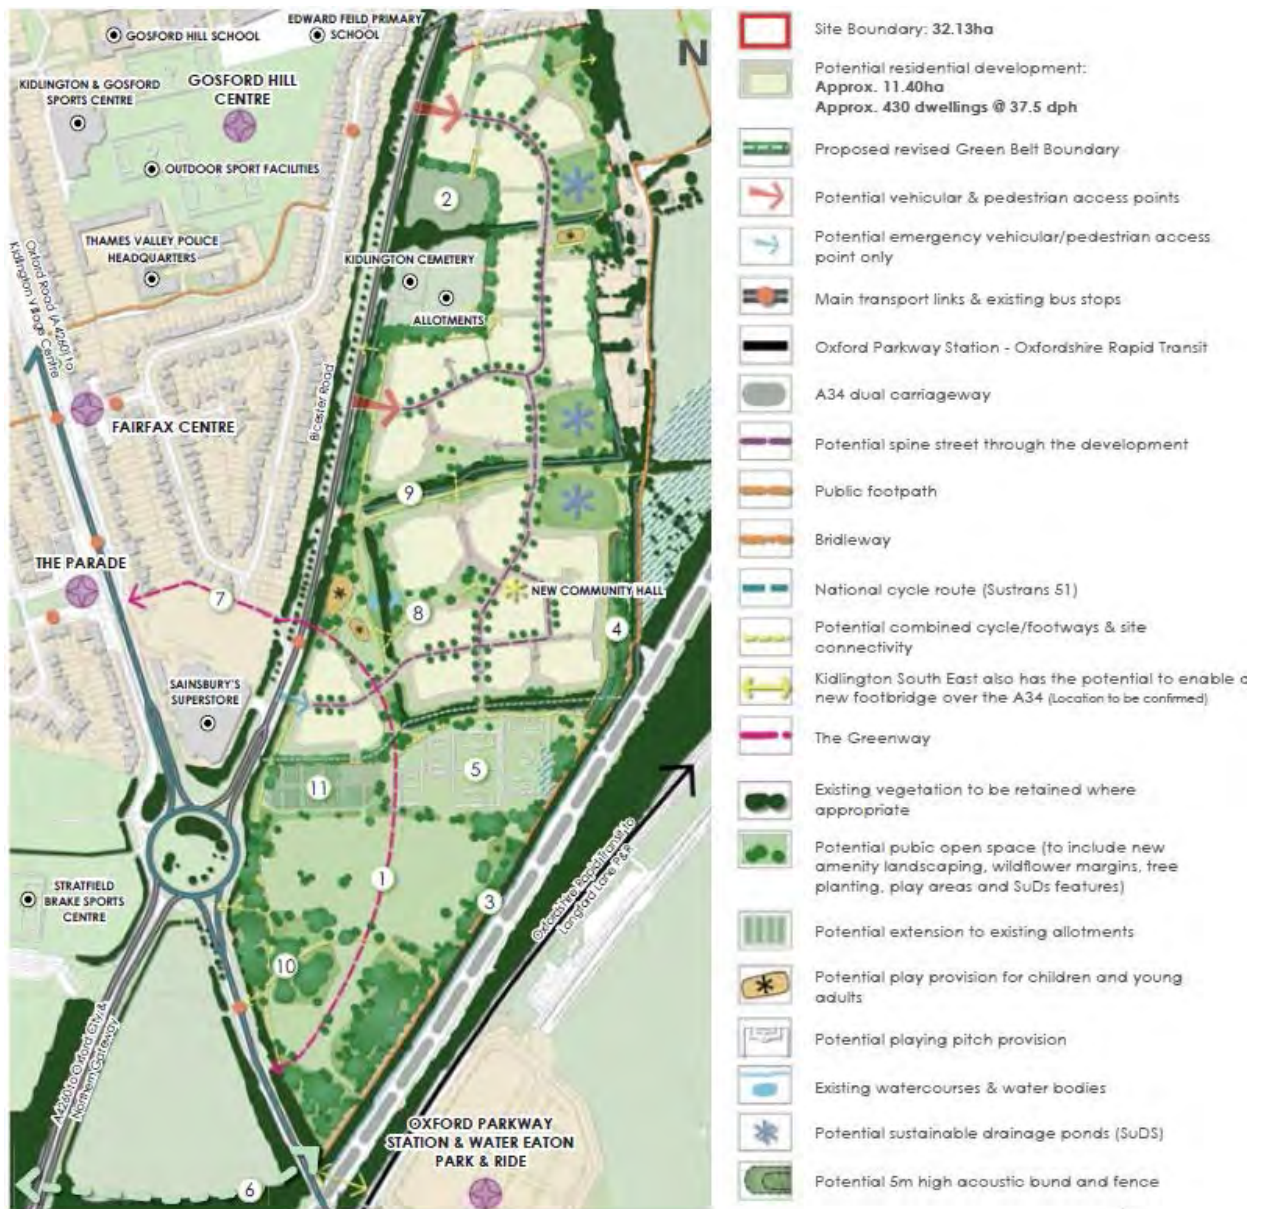 EDWARD FEILD PRIMARY
SCHOOL
GOSFORD HILL SCHOOL
N
KIDLINGTON & GOSFORD
SPORTS CENTRE
GOSFORD HILL
CENTRE
OUTDOOR SPORT FACILITIES
2
THAMES VALLEY POLICE
HEADQUARTERS
KIDLINGTON CEMETERY
ALLOTMENTS
Oxford Road (A4260) to
Kidlington Village Centre
Bicester Road
FAIRFAX CENTRE
9
THE PARADE
7
NEW COMMUNITY HALL
8
4
SAINSBURY'S
SUPERSTORE
5
11
1
3
STRATFIELD
BRAKE SPORTS
CENTRE
Oxfordshire Rapid Transit to
Langford Lane P&R
10
A4260 to Oxford City &
Northern Gateway
OXFORD PARKWAY
STATION & WATER EATON
PARK & RIDE
6
Site Boundary: 32.13ha
Potential residential development:
Approx. 11.40ha
Approx. 430 dwellings @ 37.5 dph
Proposed revised Green Belt Boundary
Potential vehicular & pedestrian access points
Potential emergency vehicular/pedestrian access
point only
Main transport links & existing bus stops
Oxford Parkway Station - Oxfordshire Rapid Transit
A34 dual carriageway
Potential spine street through the development
Public footpath
Bridleway
National cycle route (Sustrans 51)
Potential combined cycle/footways & site
connectivity
Kidlington South East also has the potential to enable a
new footbridge over the A34 (Location to be confirmed)
The Greenway
Existing vegetation to be retained where
appropriate
Potential pubic open space (to include new
amenity landscaping, wildflower margins, tree
planting, play areas and SuDs features)
Potential extension to existing allotments
Potential play provision for children and young
adults
Potential playing pitch provision
Existing watercourses & water bodies
Potential sustainable drainage ponds (SuDS)
Potential 5m high acoustic bund and fence